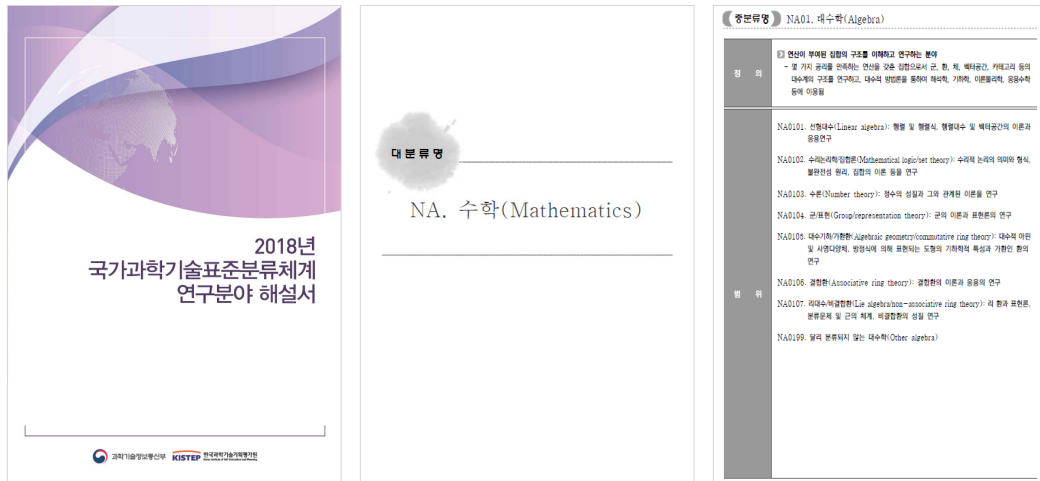 2018년
국가과학기술표준분류체계
연구분야 해설서
과학기술정보통신부 KISTEP 한국과학기술기획평가원
대분류명
NA. 수학(Mathematics)
중분류명 NA01. 대수학(Algebra)
정 의
연산이 부여된 집합의 구조를 이해하고 연구하는 분야
- 몇 가지 공리를 만족하는 연산을 갖춘 집합으로서 군, 환, 체, 벡터공간, 카테고리 등의
대수계의 구조를 연구하고, 대수적 방법론을 통하여 해석학, 기하학, 이론물리학, 응용수학
등에 이용됨
범 위
NA0101. 선형대수(Linear algebra): 행렬 및 행렬식, 행렬대수 및 벡터공간의 이론과
응용연구
NA0102. 수리논리학/집합론(Mathematical logic/set theory): 수리적 논리의 의미와 형식,
불완전성 원리, 집합의 이론 등을 연구
NA0103. 수론(Number theory): 정수의 성질과 그와 관계된 이론을 연구
NA0104. 군/표현(Group/representation theory): 군의 이론과 표현론의 연구
NA0105. 대수기하/가환환(Algebraic geometry/commutative ring theory): 대수적 아핀
및 사영다양체, 방정식에 의해 표현되는 도형의 기하학적 특성과 가환인 환의
연구
NA0106. 결합환(Associative ring theory): 결합환의 이론과 응용의 연구
NA0107. 리대수/비결합환(Lie algebra/non-associative ring theory): 리 환과 표현론,
분류문제 및 근의 체계, 비결합환의 성질 연구
NA0199. 달리 분류되지 않는 대수학(Other algebra)